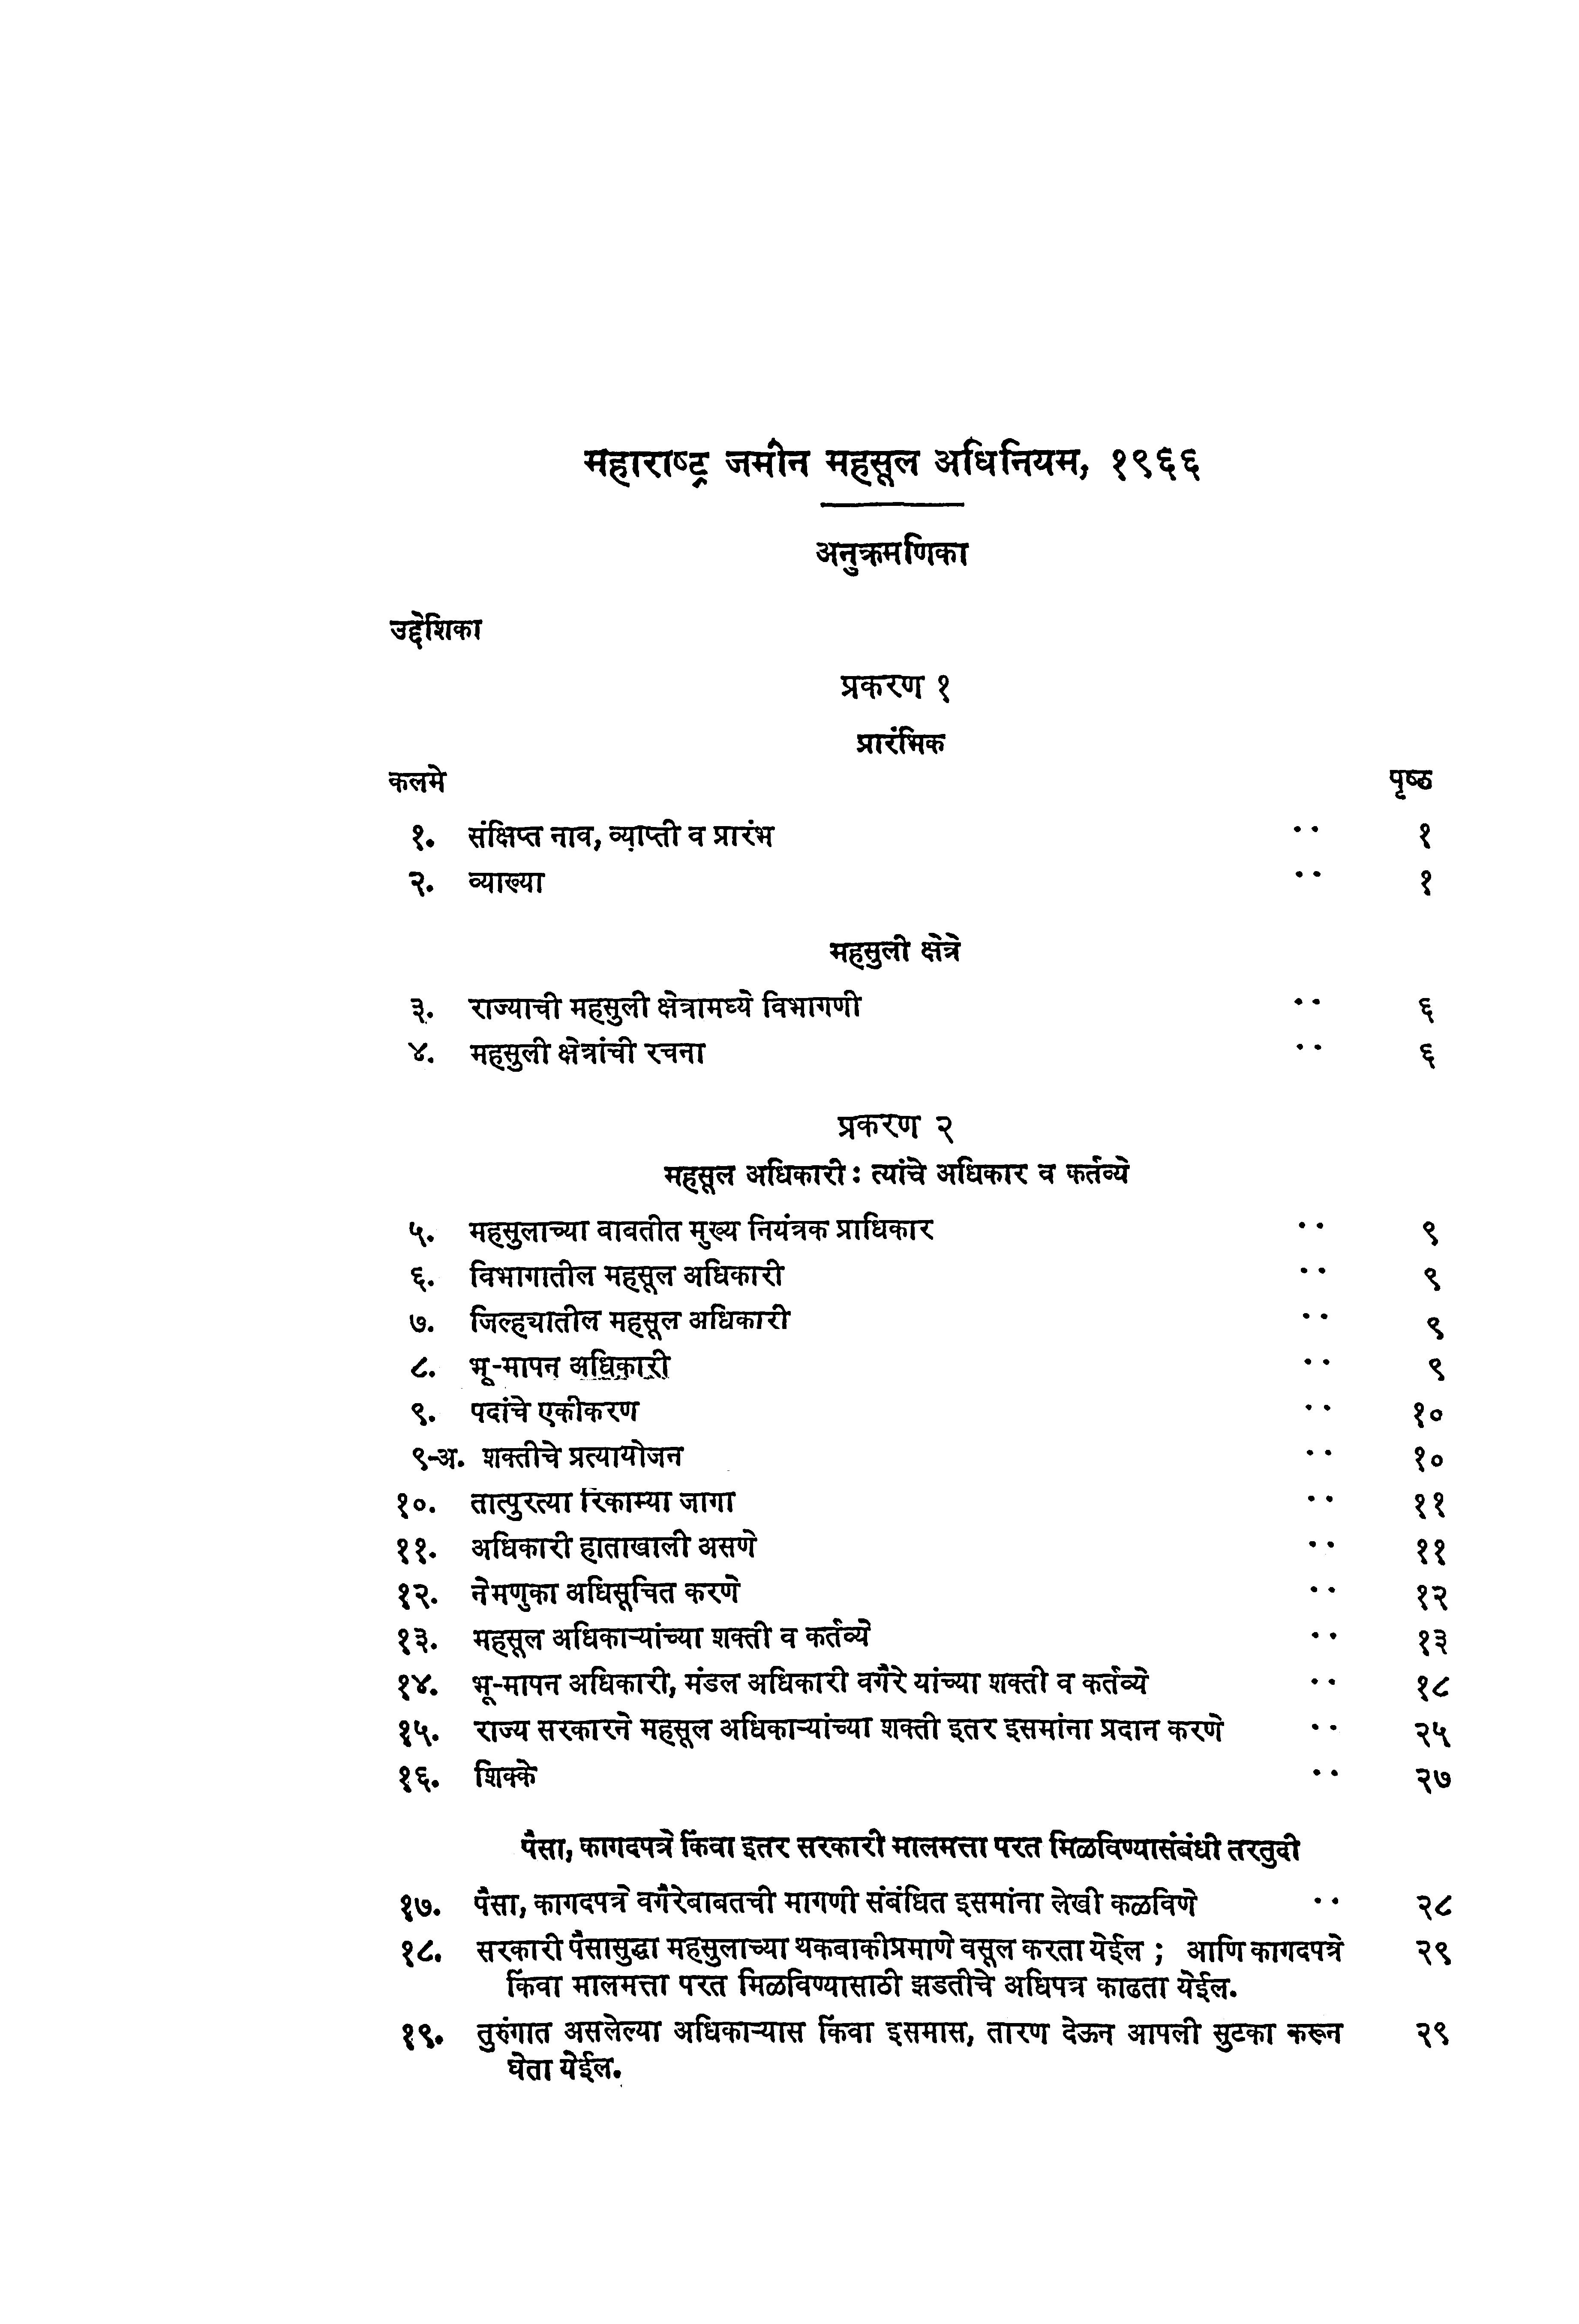 महाराष्ट्र जमीन महसूल अधिनियम, १९६६
अनुक्रमणिका
उद्देशिका
प्रकरण १
प्रारंभिक
कलमे पृष्ठ
१. संक्षिप्त नाव, व्याप्ती व प्रारंभ .. १
२. व्याख्या .. १
महसुली क्षेत्रे
३. राज्याची महसुली क्षेत्रामध्ये विभागणी .. ६
४. महसुली क्षेत्रांची रचना .. ६
प्रकरण २
महसूल अधिकारी : त्यांचे अधिकार व कर्तव्ये
५. महसुलाच्या बाबतीत मुख्य नियंत्रक प्राधिकार .. ९
६. विभागातील महसूल अधिकारी .. ९
७. जिल्ह्यातील महसूल अधिकारी .. ९
८. भू-मापन अधिकारी .. ९
९. पदांचे एकीकरण .. १०
९-अ. शक्तीचे प्रत्यायोजन .. १०
१०. तात्पुरत्या रिकाम्या जागा .. ११
११. अधिकारी हाताखाली असणे .. ११
१२. नेमणुका अधिसूचित करणे .. १२
१३. महसूल अधिकाऱ्यांच्या शक्ती व कर्तव्ये .. १३
१४. भू-मापन अधिकारी, मंडल अधिकारी वगैरे यांच्या शक्ती व कर्तव्ये .. १८
१५. राज्य सरकारने महसूल अधिकाऱ्यांच्या शक्ती इतर इसमांना प्रदान करणे .. २५
१६. शिक्के .. २७
पैसा, कागदपत्रे किंवा इतर सरकारी मालमत्ता परत मिळविण्यासंबंधी तरतुदी
१७. पैसा, कागदपत्रे वगैरेबाबतची मागणी संबंधित इसमांना लेखी कळविणे .. २८
१८. सरकारी पैसासुद्धा महसुलाच्या थकबाकीप्रमाणे वसूल करता येईल ; आणि कागदपत्रे २९
किंवा मालमत्ता परत मिळविण्यासाठी झडतीचे अधिपत्र काढता येईल.
१९. तुरुंगात असलेल्या अधिकाऱ्यास किंवा इसमास, तारण देऊन आपली सुटका करून २९
घेता येईल.